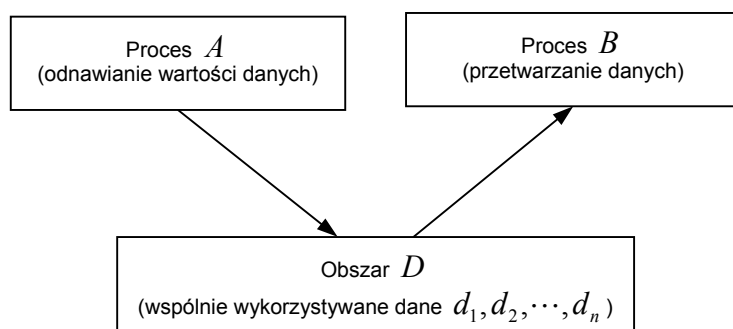 Proces A
(odnawianie wartości danych)
Proces B
(przetwarzanie danych)
Obszar D
(wspólnie wykorzystywane dane d₁, d₂, ⋯, dₙ )